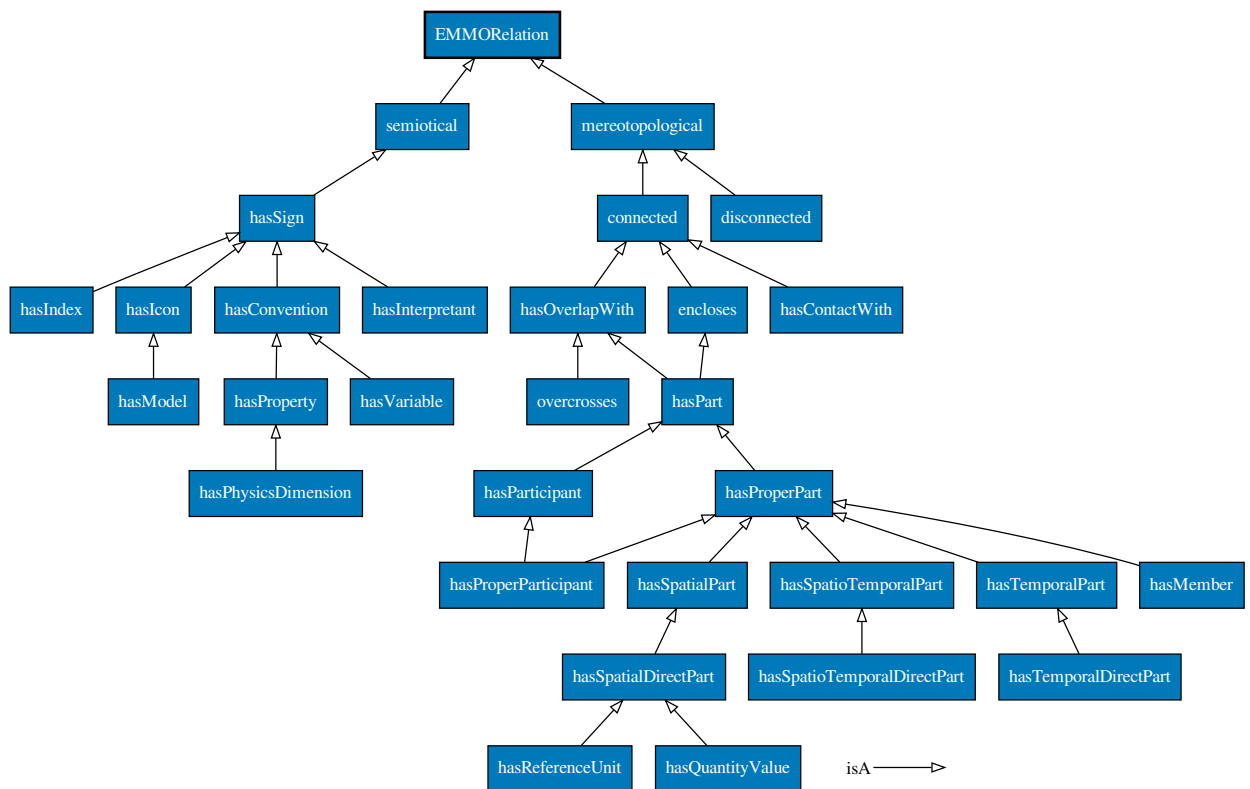 EMMORelation
semiotical
mereotopological
hasSign
connected
disconnected
hasIndex
hasIcon
hasConvention
hasInterpretant
hasOverlapWith
encloses
hasContactWith
hasModel
hasProperty
hasVariable
overcrosses
hasPart
hasPhysicsDimension
hasParticipant
hasProperPart
hasProperParticipant
hasSpatialPart
hasSpatioTemporalPart
hasTemporalPart
hasMember
hasSpatialDirectPart
hasSpatioTemporalDirectPart
hasTemporalDirectPart
hasReferenceUnit
hasQuantityValue
isA